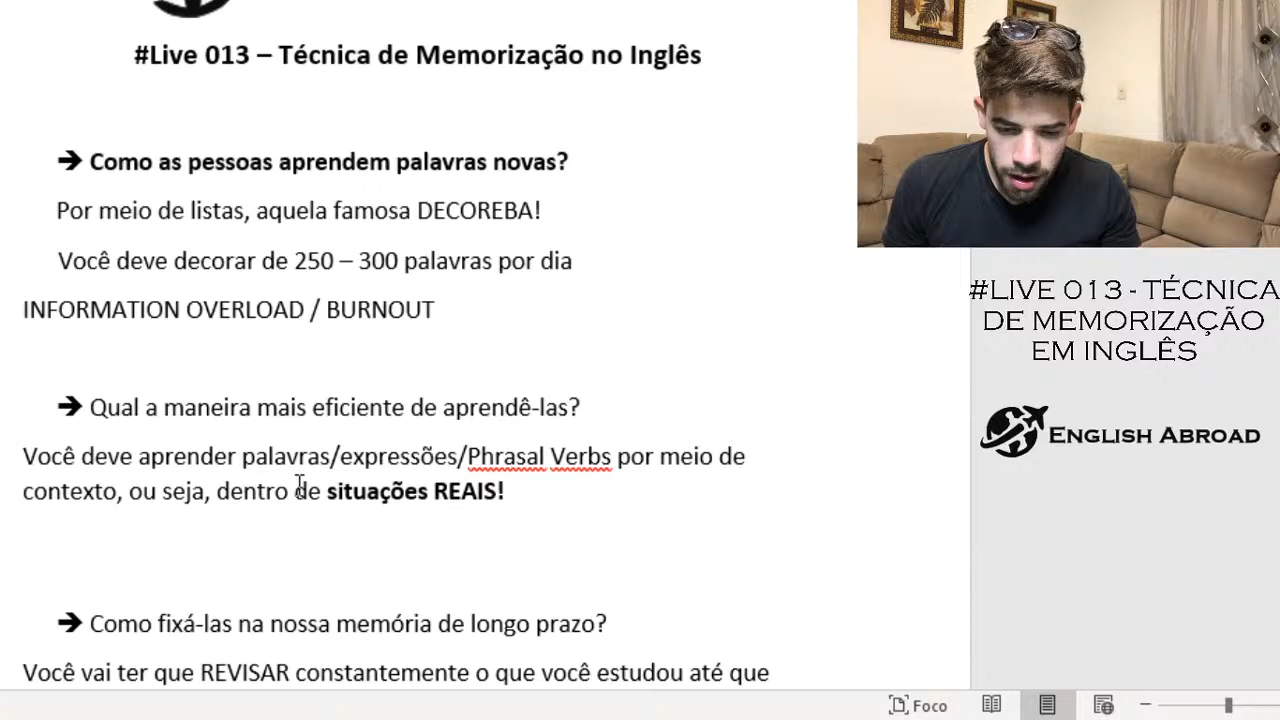 #Live 013 – Técnica de Memorização no Inglês
➔ Como as pessoas aprendem palavras novas?
Por meio de listas, aquela famosa DECOREBA!
Você deve decorar de 250 – 300 palavras por dia
INFORMATION OVERLOAD / BURNOUT
➔ Qual a maneira mais eficiente de aprendê-las?
Você deve aprender palavras/expressões/Phrasal Verbs por meio de
contexto, ou seja, dentro de situações REAIS!
➔ Como fixá-las na nossa memória de longo prazo?
Você vai ter que REVISAR constantemente o que você estudou até que
#LIVE 013 - TÉCNICA
DE MEMORIZAÇÃO
EM INGLÊS
ENGLISH ABROAD
Foco